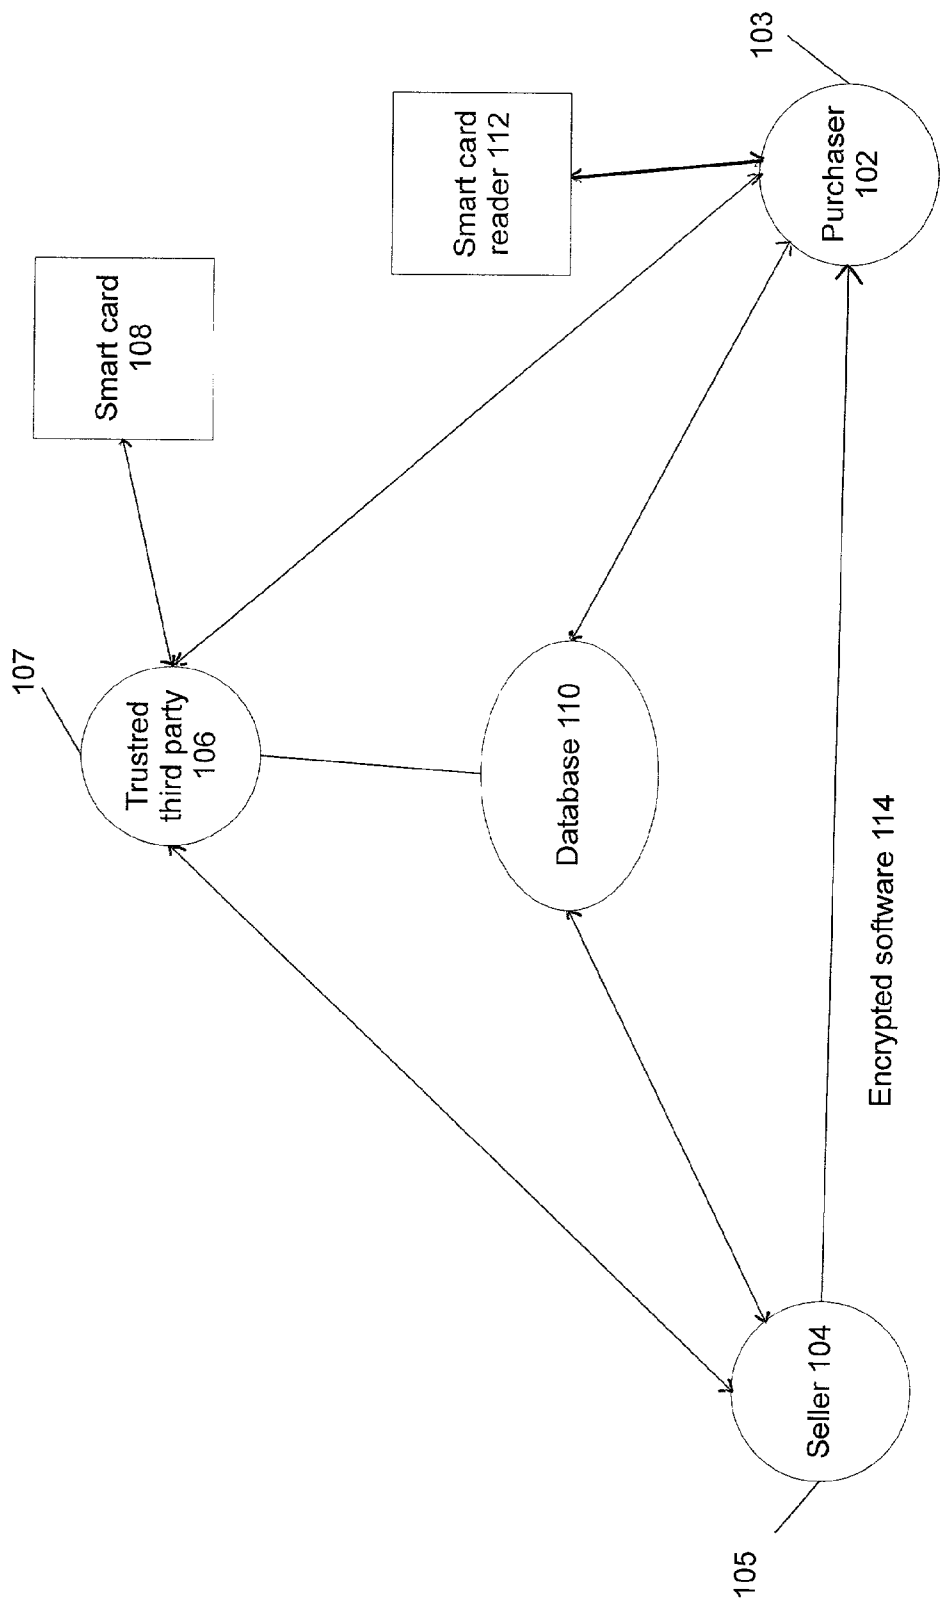 107
Trustred
third party
106
Smart card
108
Smart card
reader 112
103
Database 110
Purchaser
102
Seller 104
105
Encrypted software 114